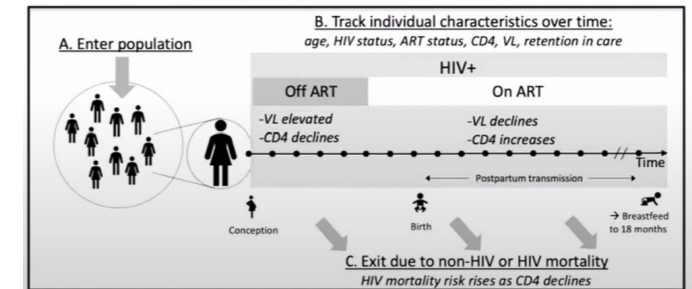 B. Track individual characteristics over time:
age, HIV status, ART status, CD4, VL, retention in care
A. Enter population
HIV+
Off ART
On ART
-VL elevated
-CD4 declines
-VL declines
-CD4 increases
Time
Postpartum transmission
Conception
Birth
→ Breastfeed
to 18 months
C. Exit due to non-HIV or HIV mortality
HIV mortality risk rises as CD4 declines